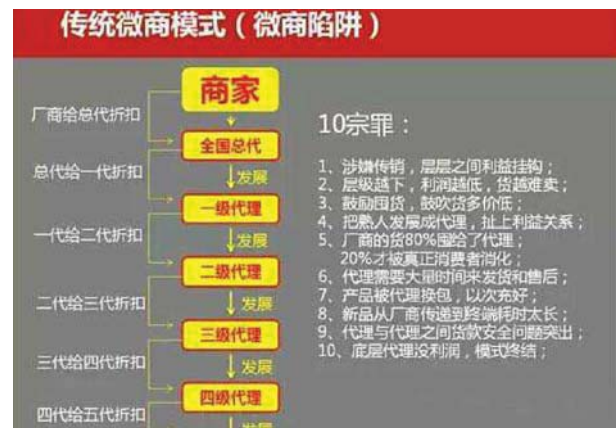 传统微商模式（微商陷阱）
商家
厂商给总代折扣
全国总代
总代给一代折扣
发展
一级代理
一代给二代折扣
发展
二级代理
二代给三代折扣
发展
三级代理
三代给四代折扣
发展
四级代理
四代给五代折扣
发展
10宗罪：
1、涉嫌传销，层层之间利益挂钩；
2、层级越下，利润越低，货越难卖；
3、鼓励囤货，鼓吹货多价低；
4、把熟人发展成代理，扯上利益关系；
5、厂商的货80%囤给了代理；
20%才被真正消费者消化；
6、代理需要大量时间来发货和售后；
7、产品被代理换包，以次充好；
8、新品从厂商传递到终端耗时太长；
9、代理与代理之间货款安全问题突出；
10、底层代理没利润，模式终结；